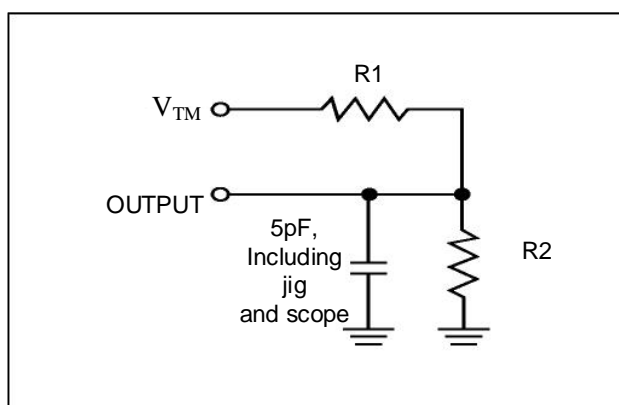 R1
V_TM
OUTPUT
5pF,
Including
jig
and scope
R2